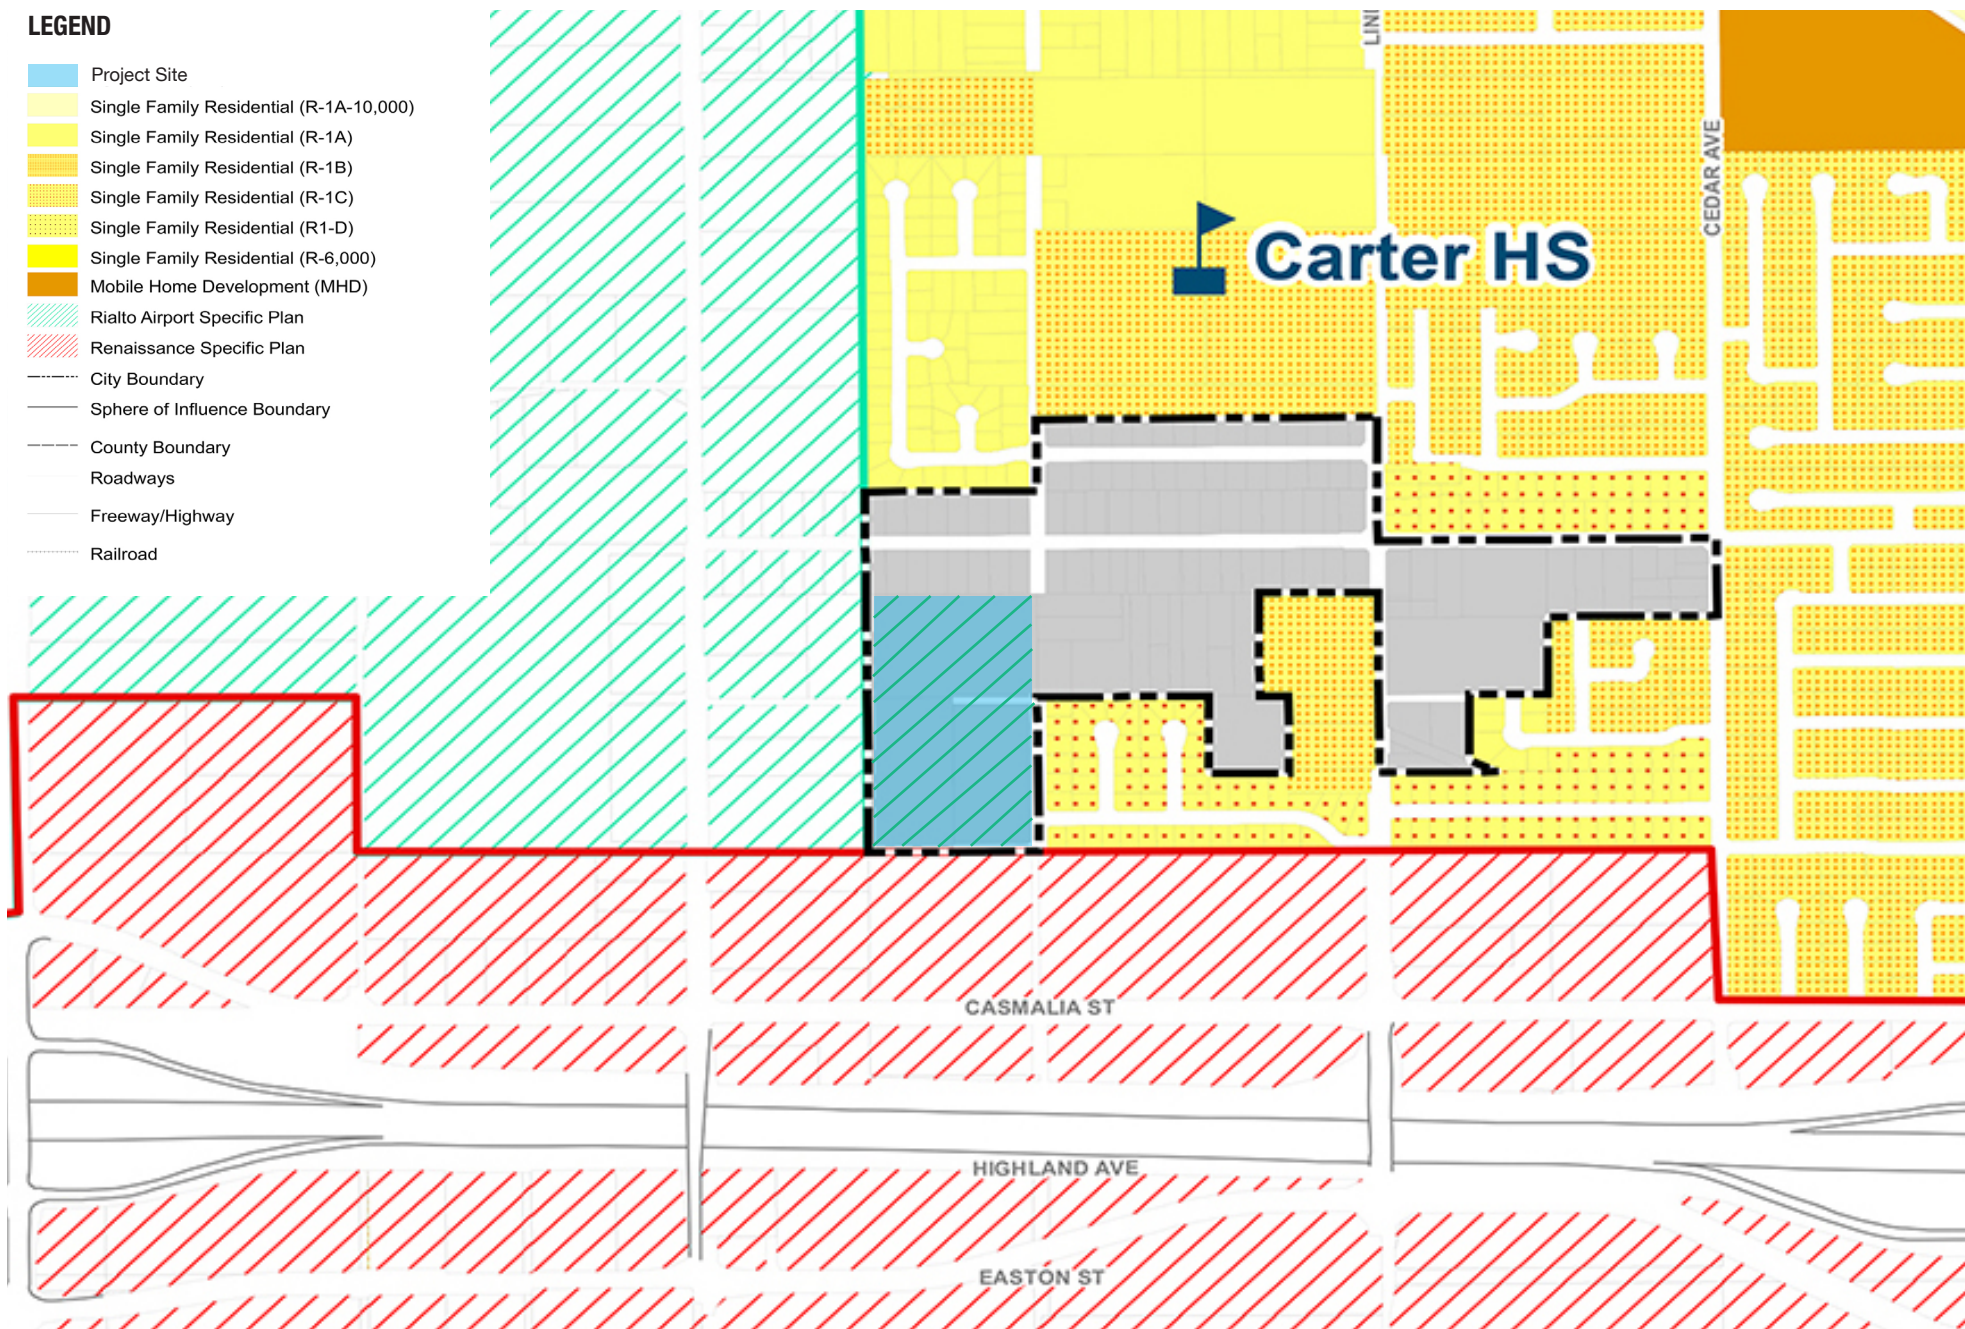 LEGEND
Project Site
Single Family Residential (R-1A-10,000)
Single Family Residential (R-1A)
Single Family Residential (R-1B)
Single Family Residential (R-1C)
Single Family Residential (R1-D)
Single Family Residential (R-6,000)
Mobile Home Development (MHD)
Rialto Airport Specific Plan
Renaissance Specific Plan
City Boundary
Sphere of Influence Boundary
County Boundary
Roadways
Freeway/Highway
Railroad
CEDAR AVE
Carter HS
CASMALIA ST
HIGHLAND AVE
EASTON ST